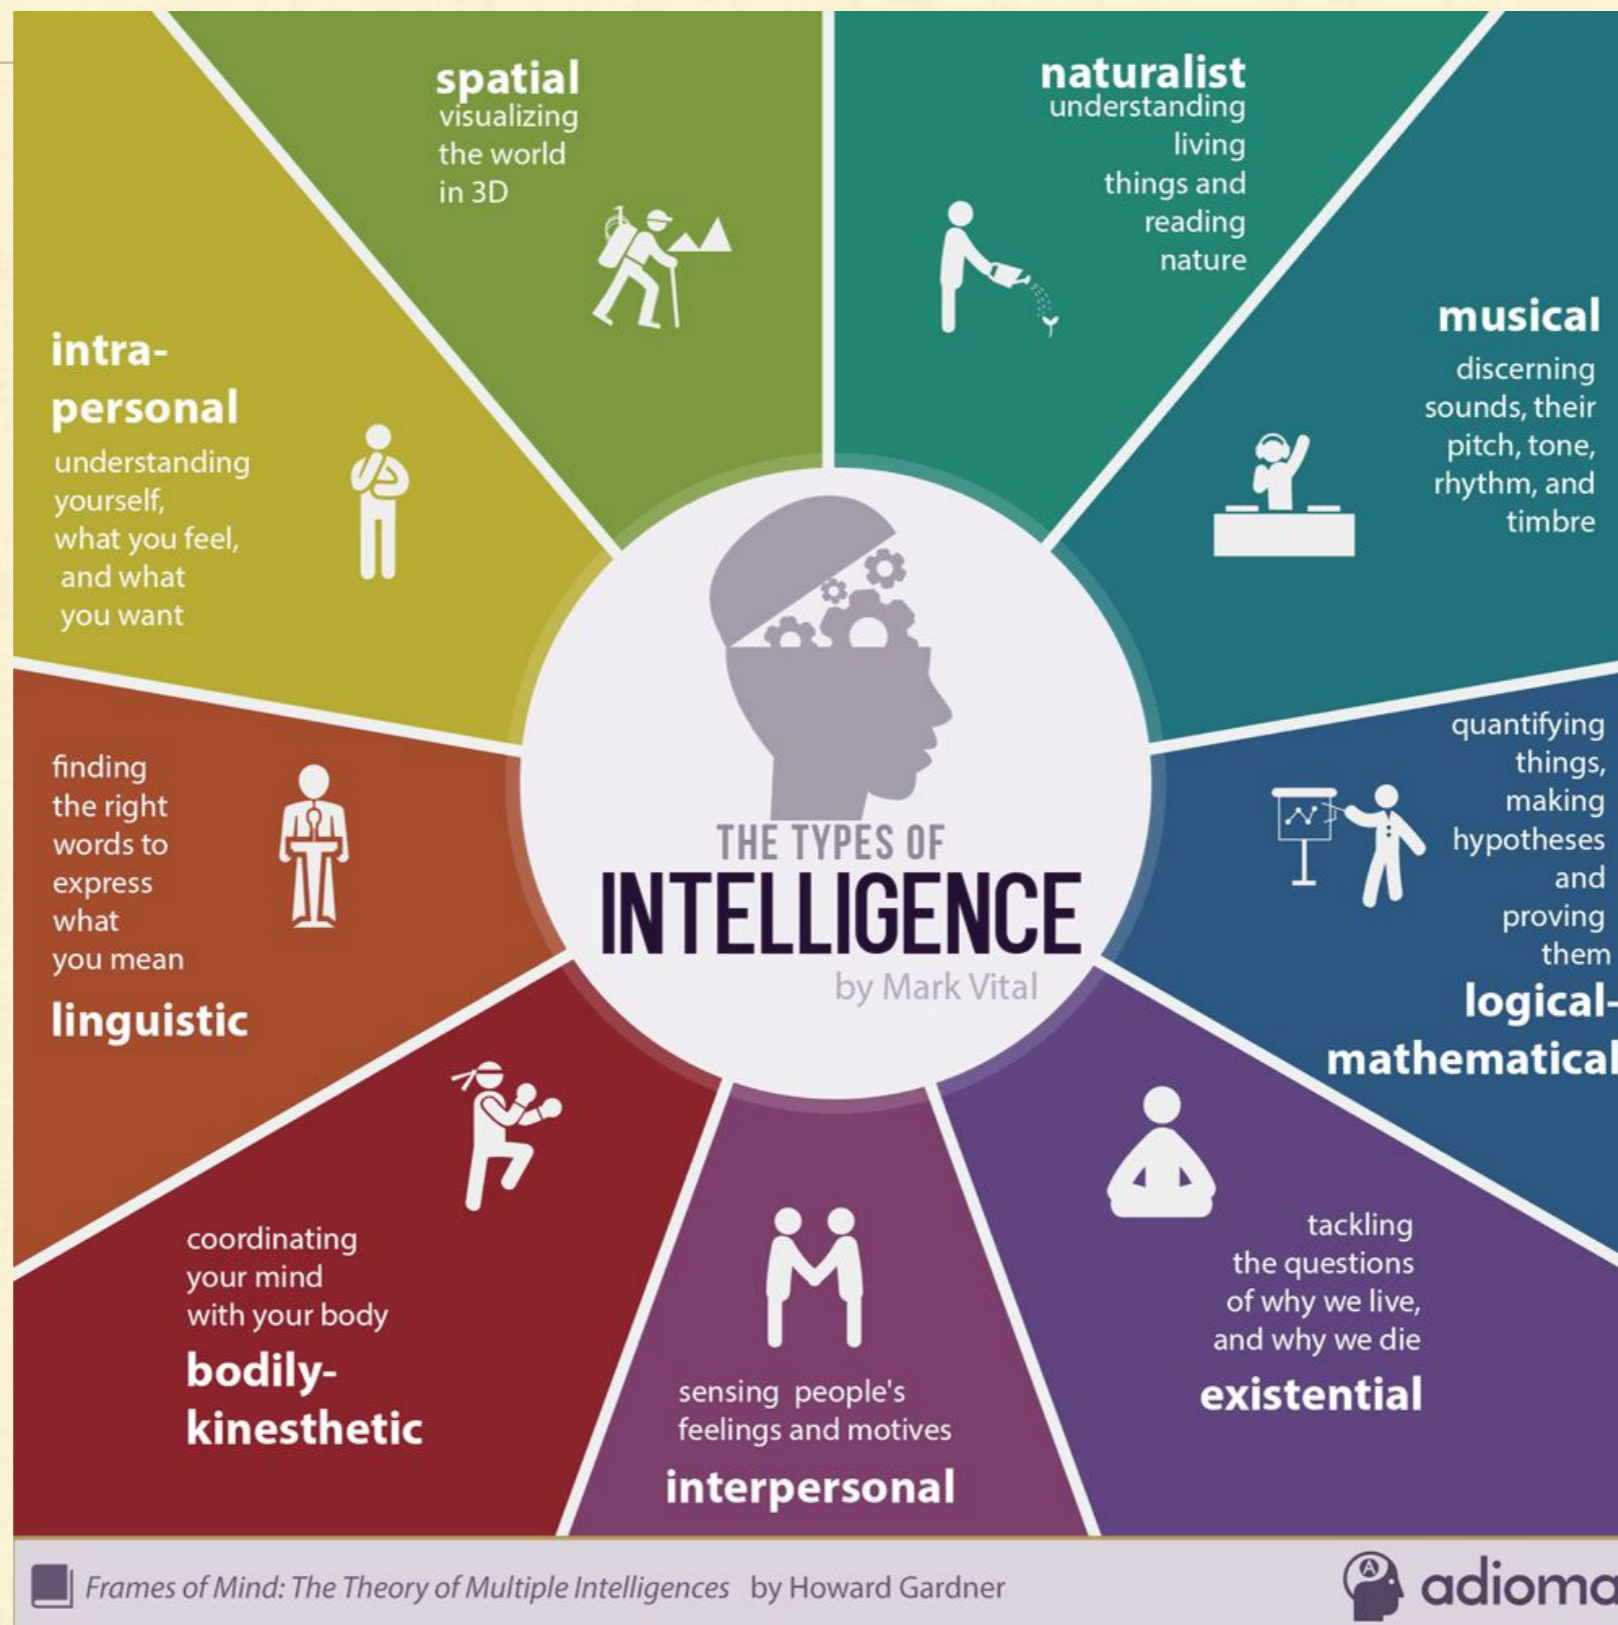 spatial
visualizing
the world
in 3D
naturalist
understanding
living
things and
reading
nature
musical
discerning
sounds, their
pitch, tone,
rhythm, and
timbre
intra-
personal
understanding
yourself,
what you feel,
and what
you want
quantifying
things,
making
hypotheses
and
proving
them
logical-
mathematical
finding
the right
words to
express
what
you mean
linguistic
THE TYPES OF
INTELLIGENCE
by Mark Vital
coordinating
your mind
with your body
bodily-
kinesthetic
sensing people's
feelings and motives
interpersonal
tackling
the questions
of why we live,
and why we die
existential
Frames of Mind: The Theory of Multiple Intelligences by Howard Gardner
A
adioma